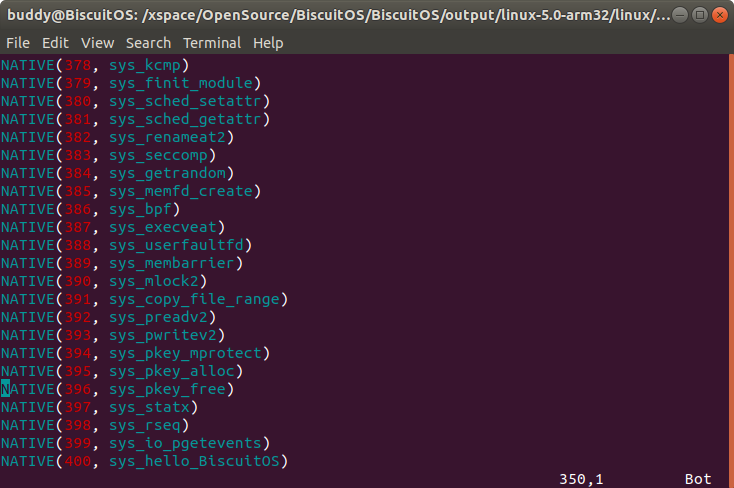 buddy@BiscuitOS: /xspace/OpenSource/BiscuitOS/BiscuitOS/output/linux-5.0-arm32/linux/...
File Edit View Search Terminal Help
NATIVE(378, sys_kcmp)
NATIVE(379, sys_finit_module)
NATIVE(380, sys_sched_setattr)
NATIVE(381, sys_sched_getattr)
NATIVE(382, sys_renameat2)
NATIVE(383, sys_seccomp)
NATIVE(384, sys_getrandom)
NATIVE(385, sys_memfd_create)
NATIVE(386, sys_bpf)
NATIVE(387, sys_execveat)
NATIVE(388, sys_userfaultfd)
NATIVE(389, sys_membarrier)
NATIVE(390, sys_mlock2)
NATIVE(391, sys_copy_file_range)
NATIVE(392, sys_preadv2)
NATIVE(393, sys_pwritev2)
NATIVE(394, sys_pkey_mprotect)
NATIVE(395, sys_pkey_alloc)
NATIVE(396, sys_pkey_free)
NATIVE(397, sys_statx)
NATIVE(398, sys_rseq)
NATIVE(399, sys_io_pgetevents)
NATIVE(400, sys_hello_BiscuitOS)
350,1 Bot